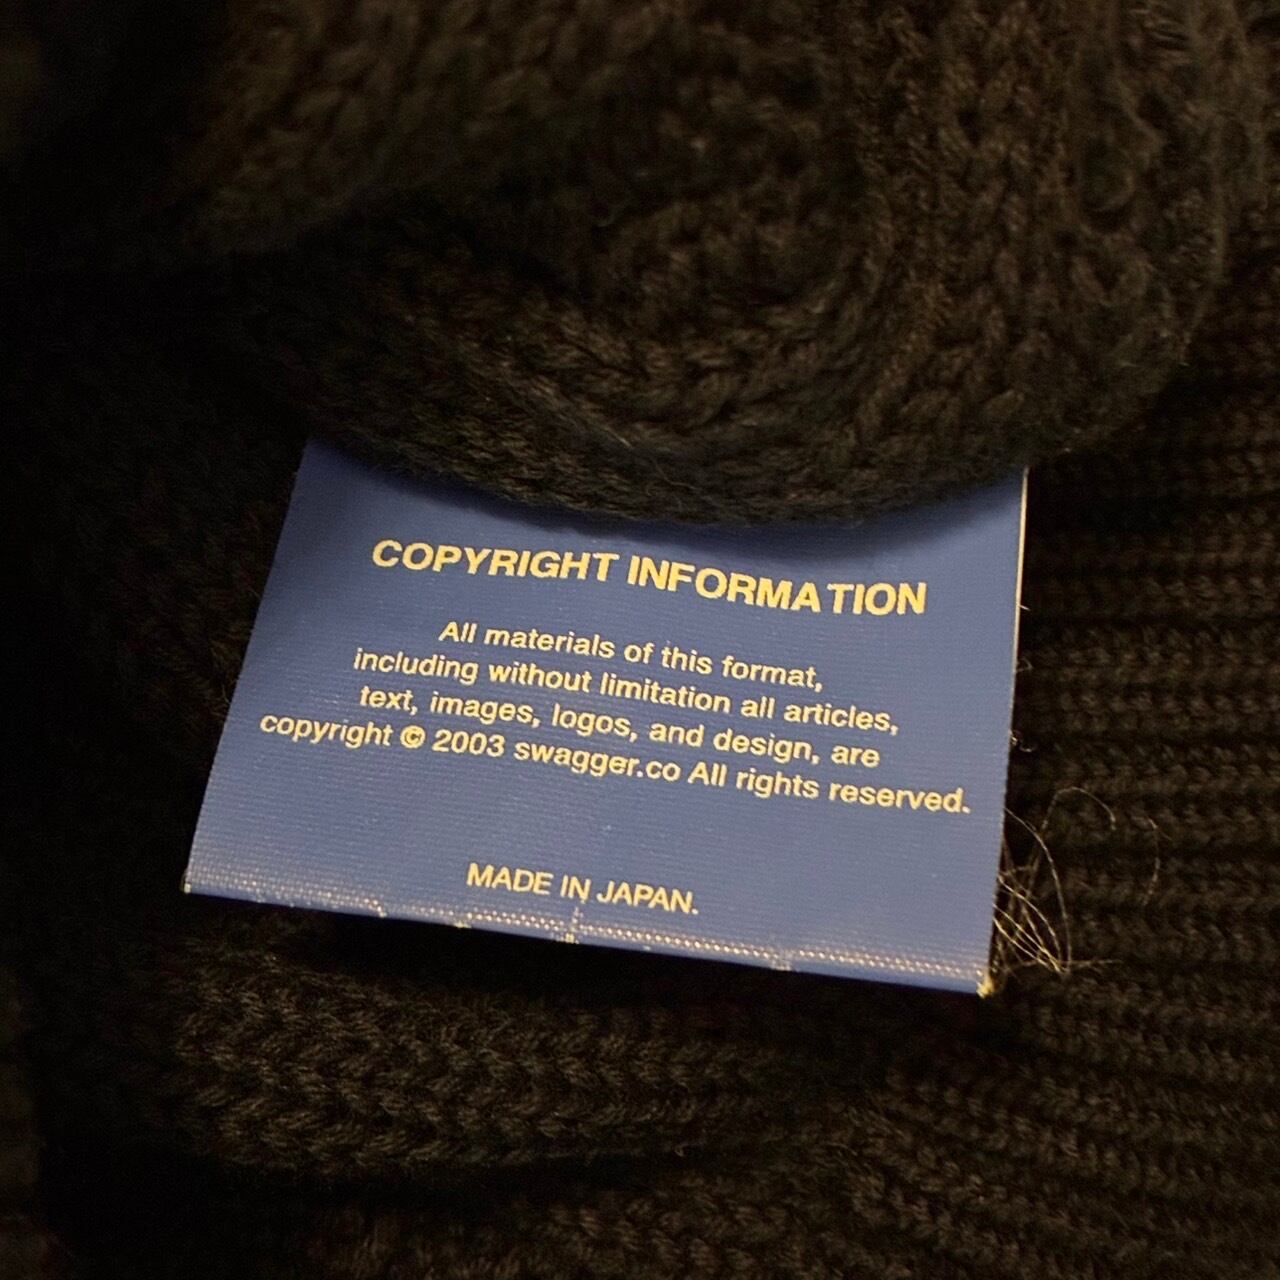 COPYRIGHT INFORMATION
All materials of this format,
including without limitation all articles,
text, images, logos, and design, are
copyright © 2003 swagger.co All rights reserved.
MADE IN JAPAN.